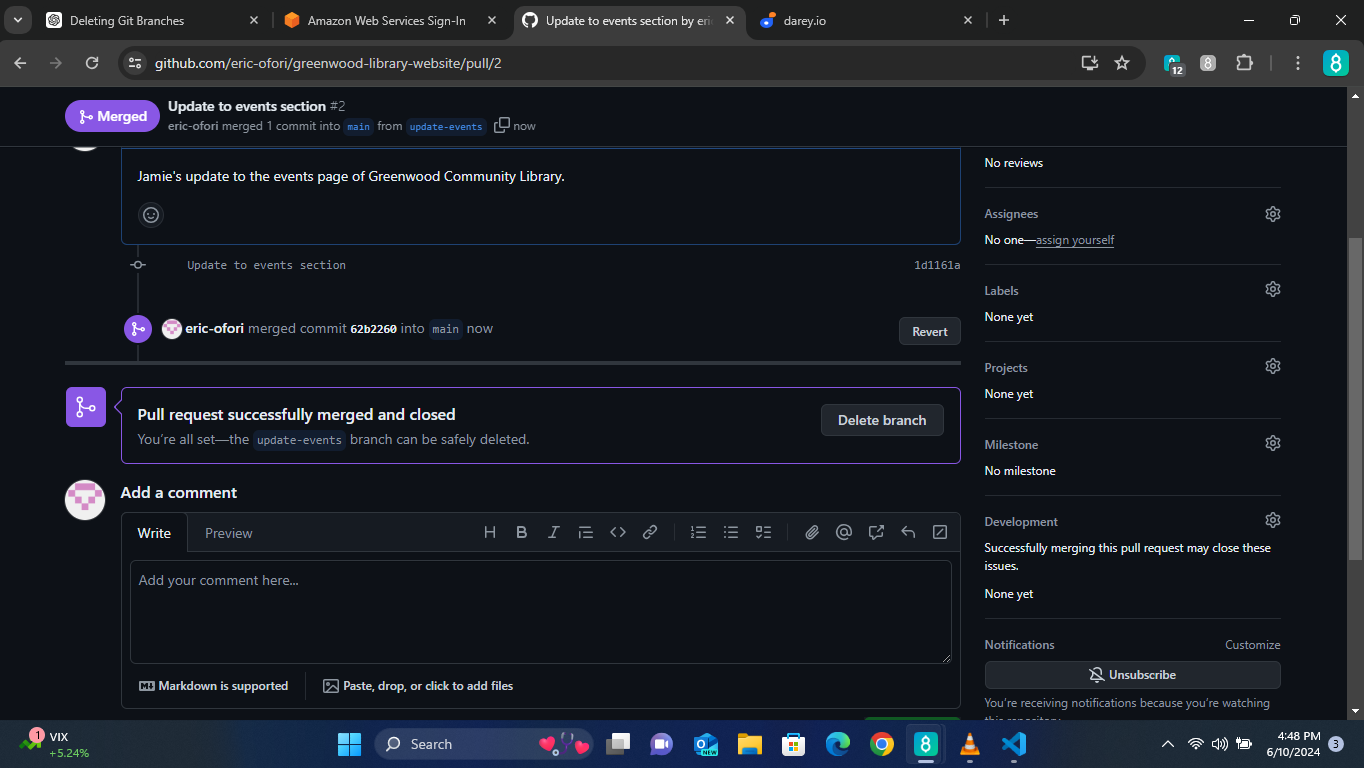 Deleting Git Branches
Amazon Web Services Sign-In
Update to events section by eric
darey.io
github.com/eric-ofori/greenwood-library-website/pull/2
12
8
Merged
Update to events section #2
eric-ofori merged 1 commit into main from update-events now
Jamie's update to the events page of Greenwood Community Library.
Update to events section 1d1161a
eric-ofori merged commit 62b2260 into main now
Revert
Pull request successfully merged and closed
You're all set—the update-events branch can be safely deleted.
Delete branch
Add a comment
Write
Preview
Add your comment here...
Markdown is supported
Paste, drop, or click to add files
No reviews
Assignees
No one—assign yourself
Labels
None yet
Projects
None yet
Milestone
No milestone
Development
Successfully merging this pull request may close these
issues.
None yet
Notifications
Customize
Unsubscribe
You're receiving notifications because you're watching
this repository.
1
VIX
+5.24%
Search
NEW
4:48 PM
6/10/2024
3